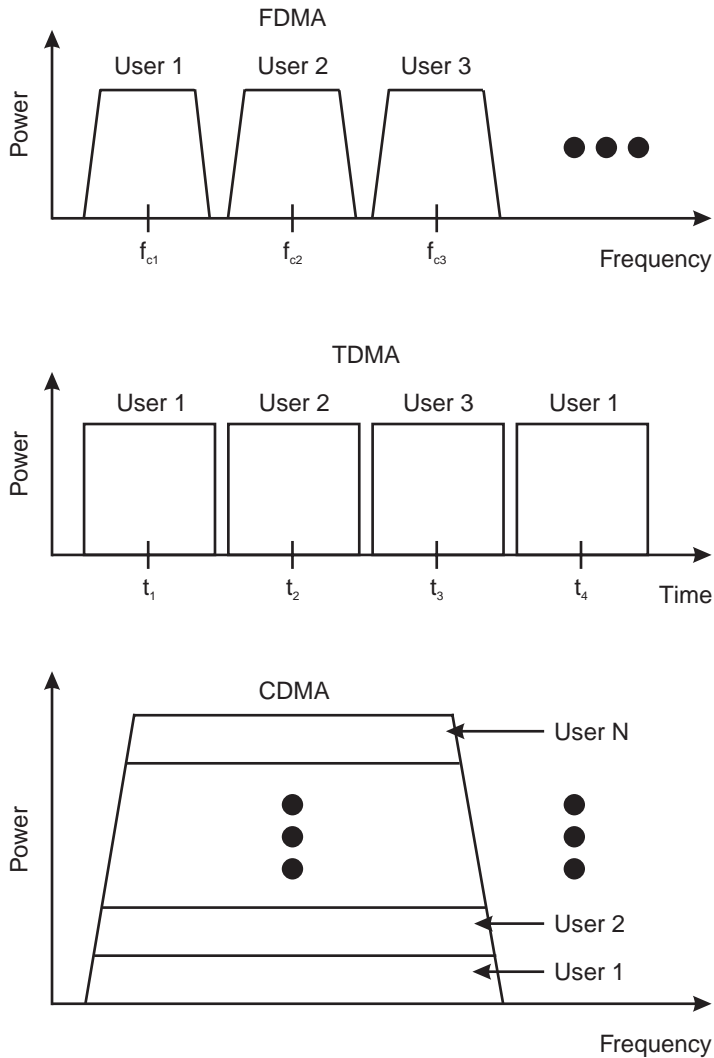 FDMA
User 1 User 2 User 3
Power
fc1 fc2 fc3
Frequency
TDMA
User 1 User 2 User 3 User 1
Power
t1 t2 t3 t4
Time
CDMA
User N
Power
User 2
User 1
Frequency